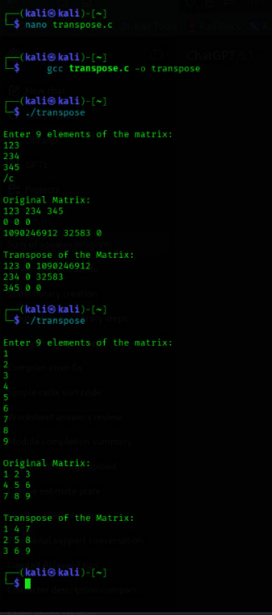 ┌──(kali㉿kali)-[~]
└─$ nano transpose.c
┌──(kali㉿kali)-[~]
└─$ gcc transpose.c -o transpose
┌──(kali㉿kali)-[~]
└─$ ./transpose
Enter 9 elements of the matrix:
123
234
345
/c
Original Matrix:
123 234 345
0 0 0
1090246912 32583 0
Transpose of the Matrix:
123 0 1090246912
234 0 32583
345 0 0
┌──(kali㉿kali)-[~]
└─$ ./transpose
Enter 9 elements of the matrix:
1
2
3
4
5
6
7
8
9
Original Matrix:
1 2 3
4 5 6
7 8 9
Transpose of the Matrix:
1 4 7
2 5 8
3 6 9
┌──(kali㉿kali)-[~]
└─$